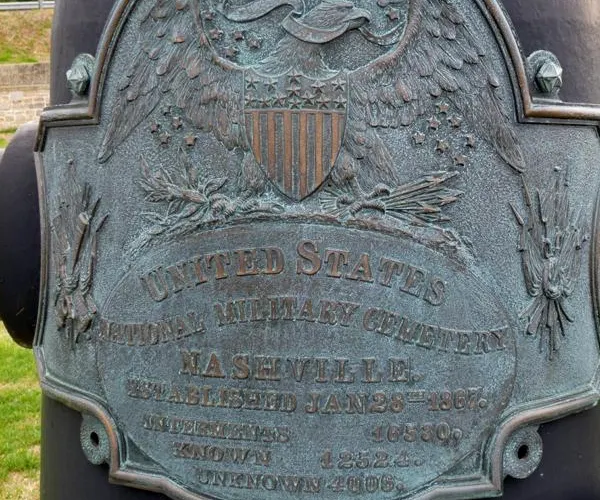 UNITED STATES
NATIONAL MILITARY CEMETERY
NASHVILLE.
ESTABLISHED JAN 28TH 1867.
INTERMENTS 16530.
KNOWN 12524.
UNKNOWN 4006.